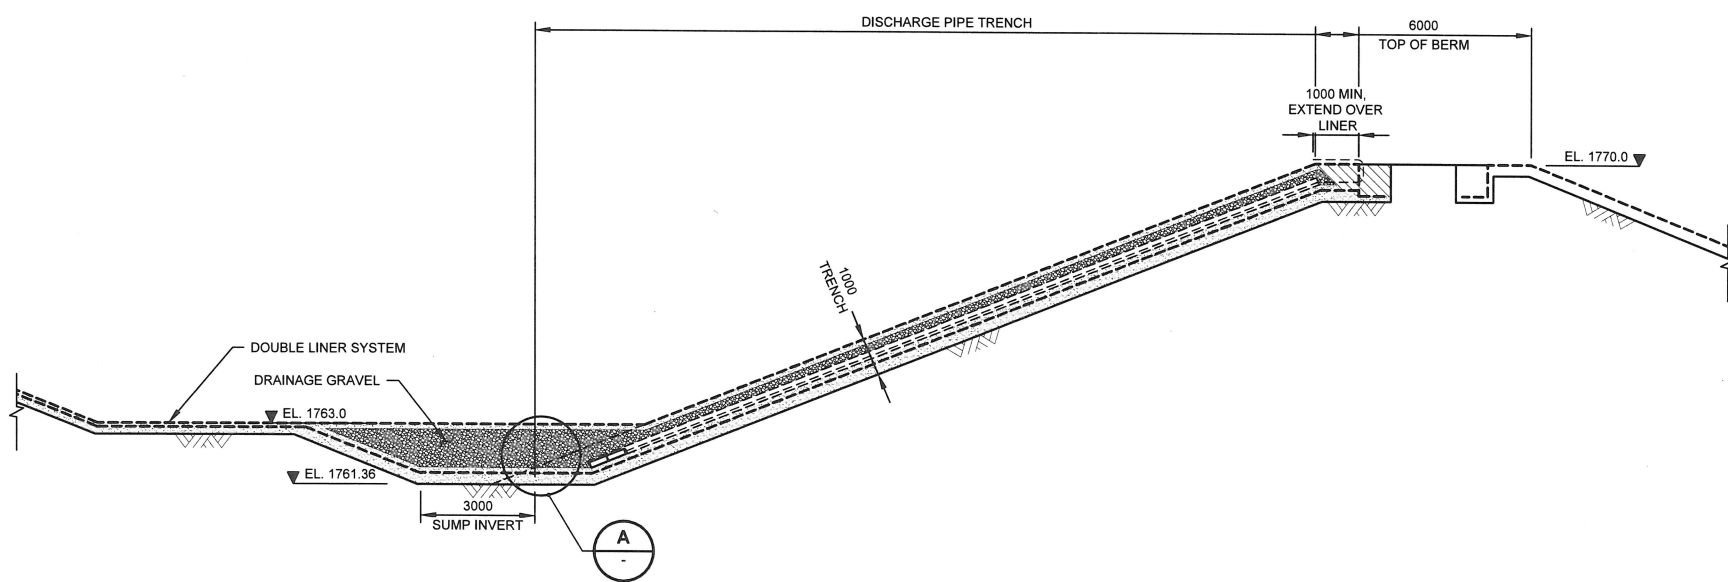 DISCHARGE PIPE TRENCH
6000
TOP OF BERM
1000 MIN,
EXTEND OVER
LINER
EL. 1770.0
1000
TRENCH
DOUBLE LINER SYSTEM
DRAINAGE GRAVEL
EL. 1763.0
EL. 1761.36
3000
SUMP INVERT
A
-